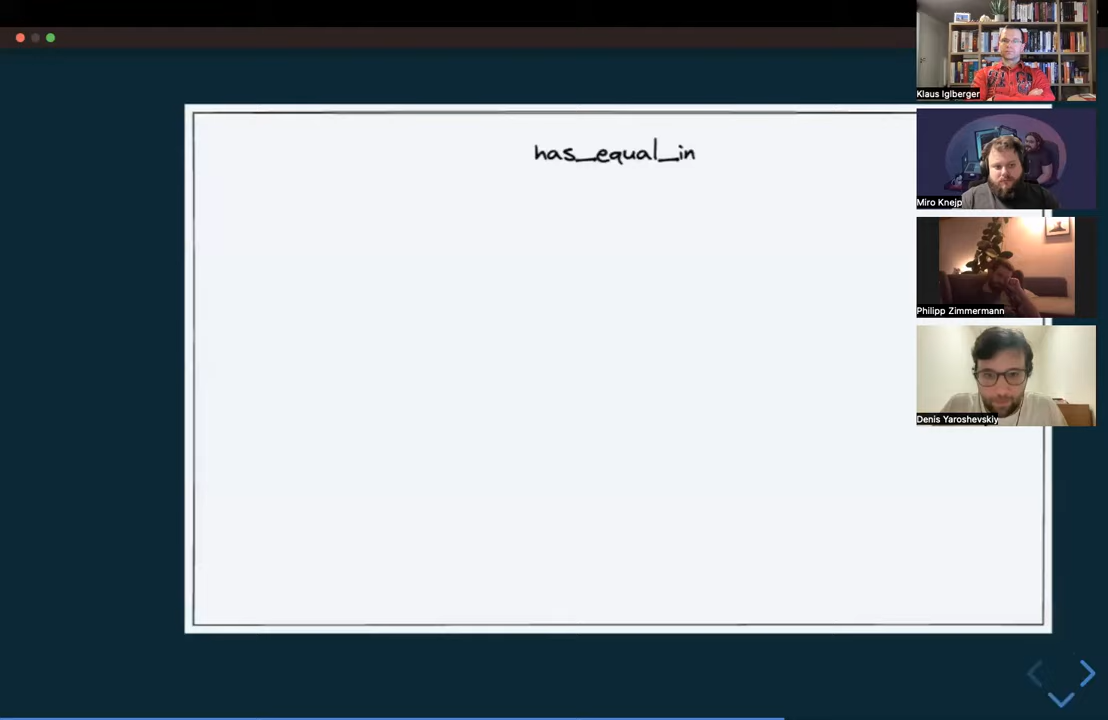 has_equal_in
Klaus Iglberger
Miro Knejp
Philipp Zimmermann
Denis Yaroshevskiy